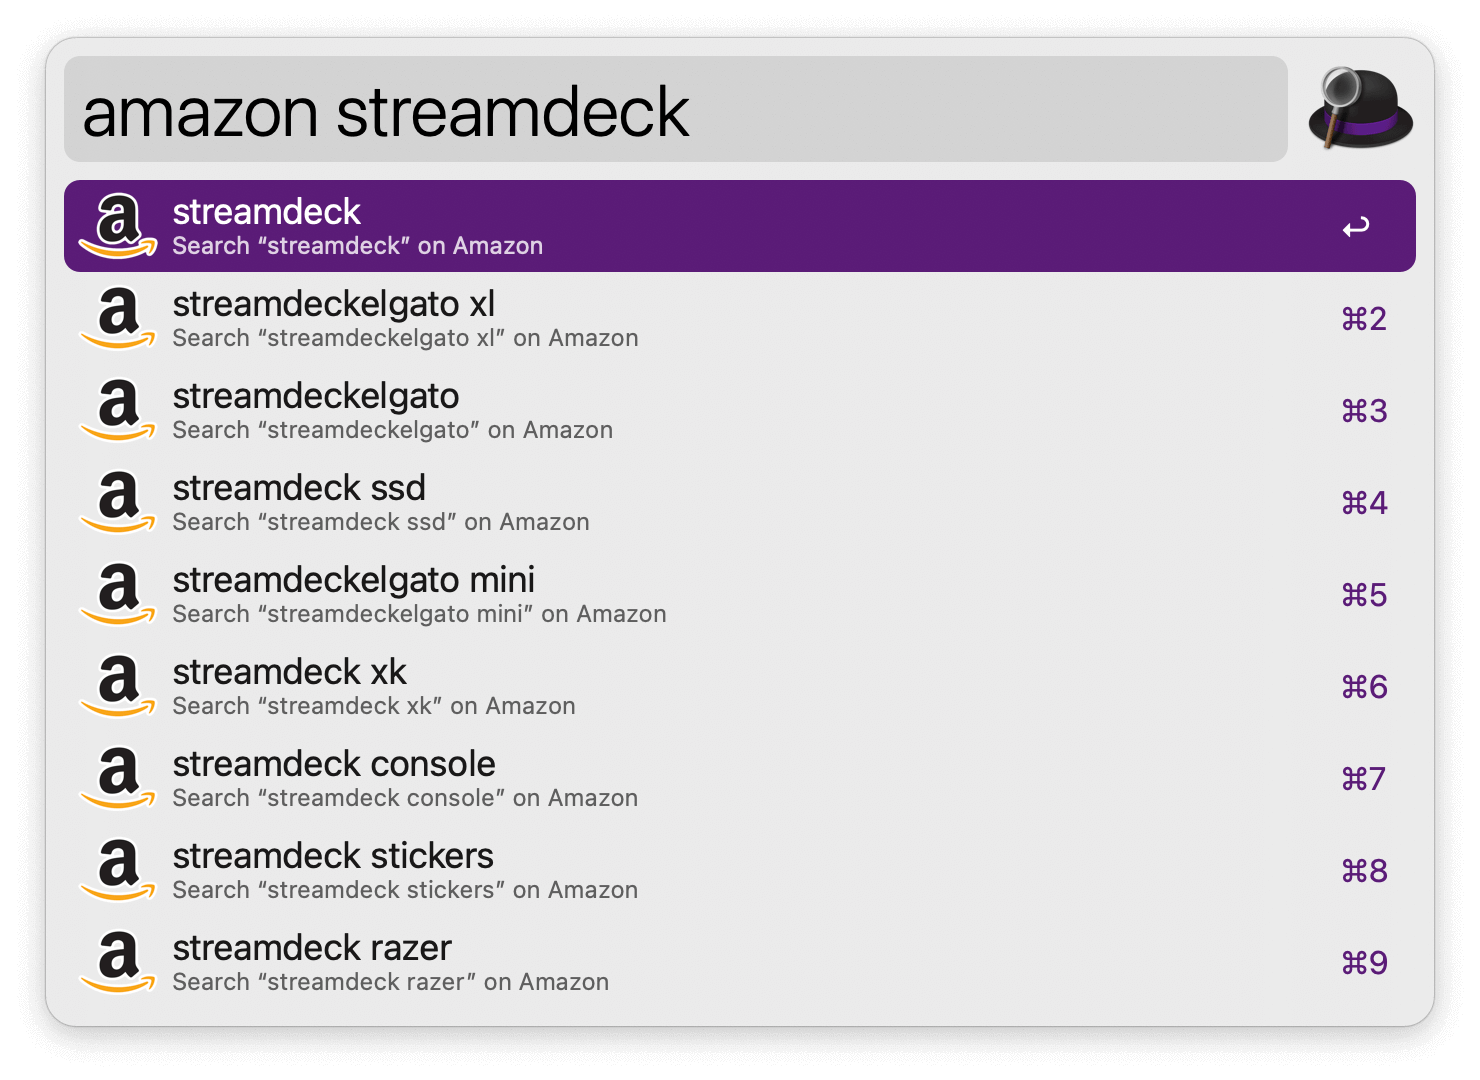 amazon streamdeck
streamdeck
Search “streamdeck” on Amazon
↩
streamdeckelgato xl
Search “streamdeckelgato xl” on Amazon
⌘2
streamdeckelgato
Search “streamdeckelgato” on Amazon
⌘3
streamdeck ssd
Search “streamdeck ssd” on Amazon
⌘4
streamdeckelgato mini
Search “streamdeckelgato mini” on Amazon
⌘5
streamdeck xk
Search “streamdeck xk” on Amazon
⌘6
streamdeck console
Search “streamdeck console” on Amazon
⌘7
streamdeck stickers
Search “streamdeck stickers” on Amazon
⌘8
streamdeck razer
Search “streamdeck razer” on Amazon
⌘9